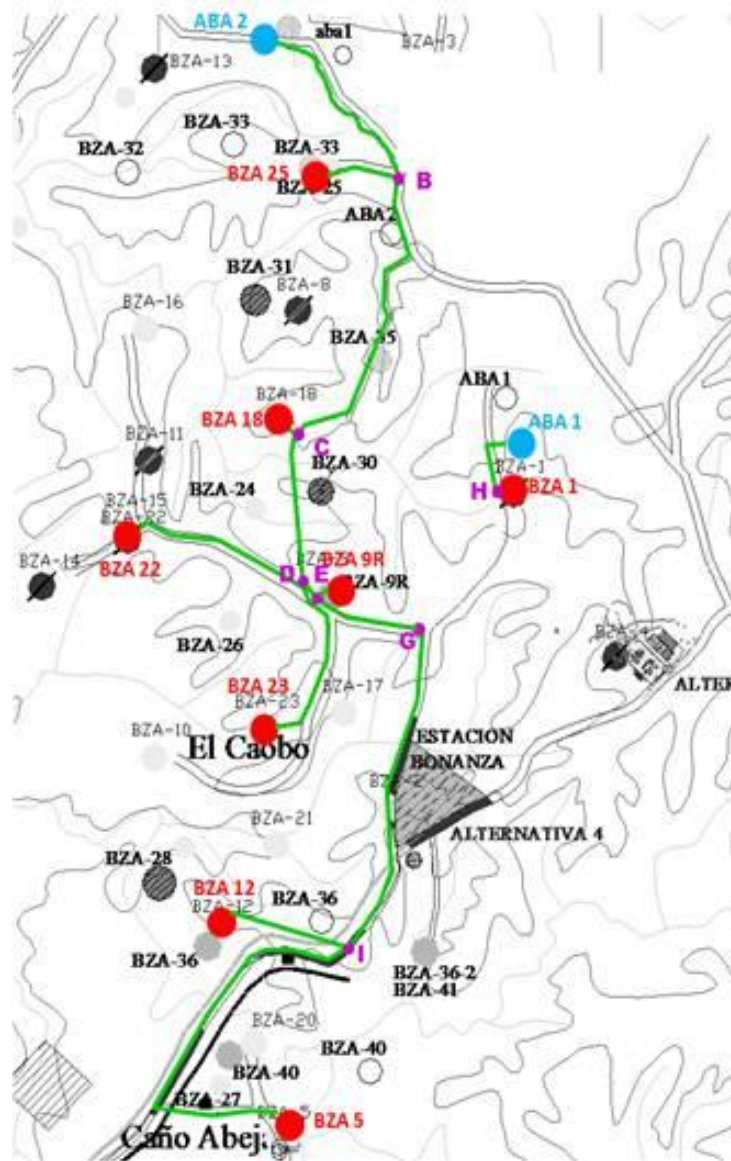 ABA 2
aba1
BZA-3
BZA-13
BZA-33
BZA-32
BZA-33
BZA 25
B
ABA2
BZA-31
BZA-8
BZA-16
BZA-35
ABA1
BZA-18
BZA 18
C
ABA 1
BZA-11
BZA-30
BZA-1
H
BZA 1
BZA-24
BZA-15
BZA-22
BZA 22
BZA-14
D
E
BZA 9R
BZA-9R
G
BZA-26
BZA 23
BZA-23
BZA-17
El Caobo
BZA-10
ESTACION
BONANZA
ALTERNATIVA 4
BZA-21
BZA-28
BZA 12
BZA-12
BZA-36
BZA-36
I
BZA-36-2
BZA-41
BZA-20
BZA-40
BZA-40
BZA-27
Caño Abej.
BZA 5